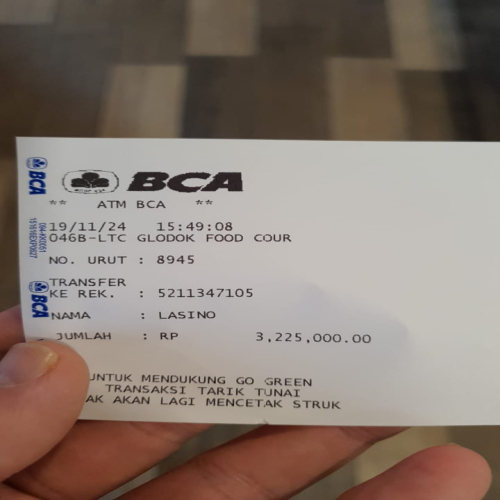 BCA
** ATM BCA **
19/11/24 15:49:08
046B-LTC GLODOK FOOD COUR
NO. URUT : 8945
TRANSFER
KE REK. : 5211347105
NAMA : LASINO
JUMLAH : RP 3,225,000.00
UNTUK MENDUKUNG GO GREEN
TRANSAKSI TARIK TUNAI
AK AKAN LAGI MENCETAK STRUK
BCA
BCA